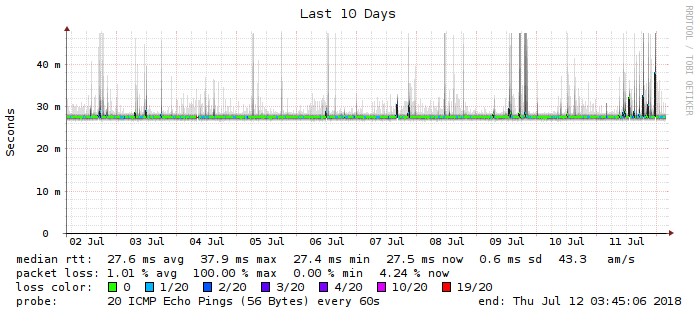 Last 10 Days
RRDTOOL / TOBI OETIKER
Seconds
40 m
30 m
20 m
10 m
0
02 Jul 03 Jul 04 Jul 05 Jul 06 Jul 07 Jul 08 Jul 09 Jul 10 Jul 11 Jul
median rtt: 27.6 ms avg 37.9 ms max 27.4 ms min 27.5 ms now 0.6 ms sd 43.3 am/s
packet loss: 1.01 % avg 100.00 % max 0.00 % min 4.24 % now
loss color: 0 1/20 2/20 3/20 4/20 10/20 19/20
probe: 20 ICMP Echo Pings (56 Bytes) every 60s end: Thu Jul 12 03:45:06 2018